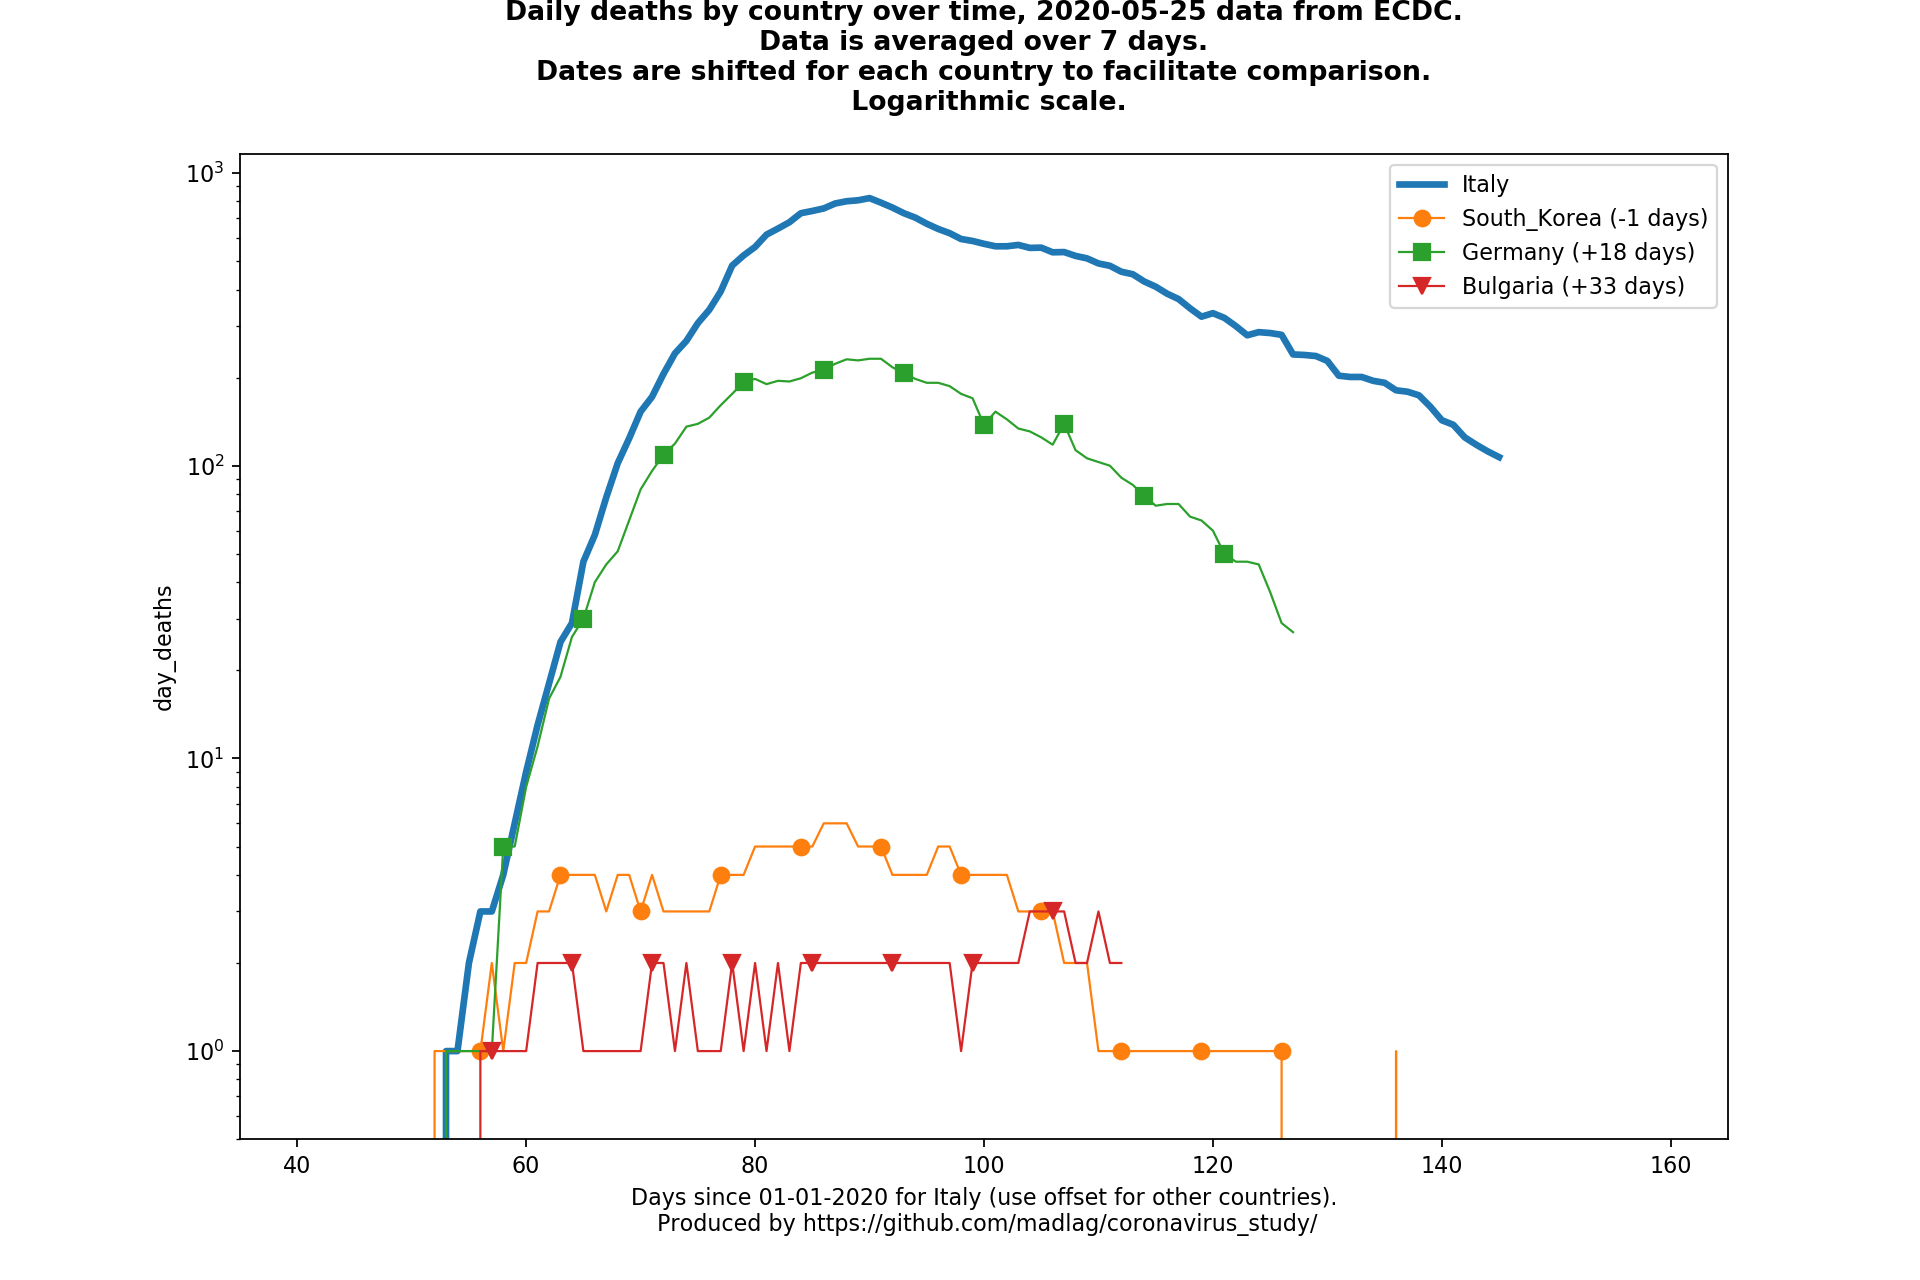 Daily deaths by country over time, 2020-05-25 data from ECDC.
Data is averaged over 7 days.
Dates are shifted for each country to facilitate comparison.
Logarithmic scale.
10³
10²
10¹
10⁰
day_deaths
Italy
South_Korea (-1 days)
Germany (+18 days)
Bulgaria (+33 days)
40 60 80 100 120 140 160
Days since 01-01-2020 for Italy (use offset for other countries).
Produced by https://github.com/madlag/coronavirus_study/